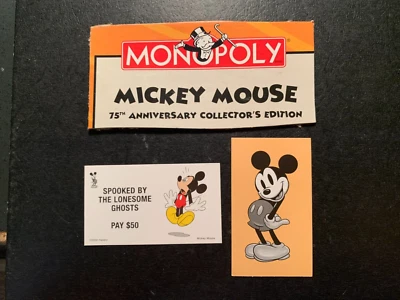 MONOPOLY
MICKEY MOUSE
75TH ANNIVERSARY COLLECTOR'S EDITION
SPOOKED BY
THE LONESOME
GHOSTS
PAY $50